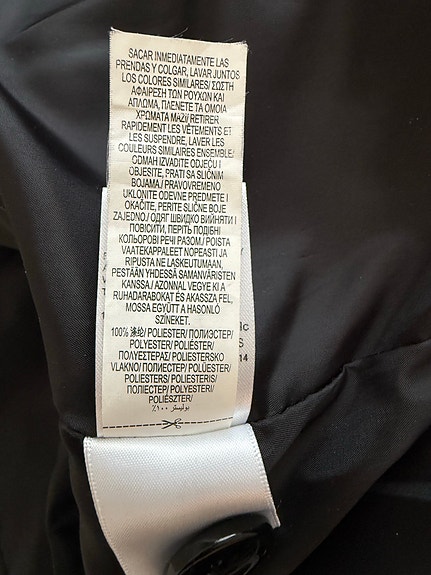 SACAR INMEDIATAMENTE LAS
PRENDAS Y COLGAR, LAVAR JUNTOS
LOS COLORES SIMILARES/ ΣΩΣΤΗ
ΑΦΑΙΡΕΣΗ ΤΩΝ ΡΟΥΧΩΝ ΚΑΙ
ΑΠΛΩΜΑ, ΠΛΕΝΕΤΕ ΤΑ ΟΜΟΙΑ
ΧΡΩΜΑΤΑ ΜΑΖΙ/ RETIRER
RAPIDEMENT LES VÊTEMENTS ET
LES SUSPENDRE, LAVER LES
COULEURS SIMILAIRES ENSEMBLE/
ODMAH IZVADITE ODJEĆU I
OBJESITE, PRATI SA SLIČNIM
BOJAMA./ PRAVOVREMENO
UKLONITE ODEVNE PREDMETE I
OKAČITE, PERITE SLIČNE BOJE
ZAJEDNO./ ОДЯГ ШВИДКО ВИЙНЯТИ І
ПОВІСИТИ, ПЕРІТЬ ПОДІБНІ
КОЛЬОРОВІ РЕЧІ РАЗОМ./ POISTA
VAATEKAPPALEET NOPEASTI JA
RIPUSTA NE LASKEUTUMAAN,
PESTÄÄN YHDESSÄ SAMANVÄRISTEN
KANSSA./ AZONNAL VEGYE KI A
RUHADARABOKAT ÉS AKASSZA FEL,
MOSSA EGYÜTT A HASONLÓ
SZÍNEKET.
100% 涤纶/ POLIESTER/ ПОЛИЭСТЕР/
POLYESTER/ POLIÉSTER/
ΠΟΛΥΕΣΤΕΡΑΣ/ POLIESTERSKO
VLAKNO/ ПОЛИЕСТЕР/ POLÜESTER/
POLIESTERS/ POLIESTERIS/
ПОЛІЕСТЕР/ POLYESTERI/
POLIÉSZTER/
بوليستر ١٠٠٪
lc
S
14